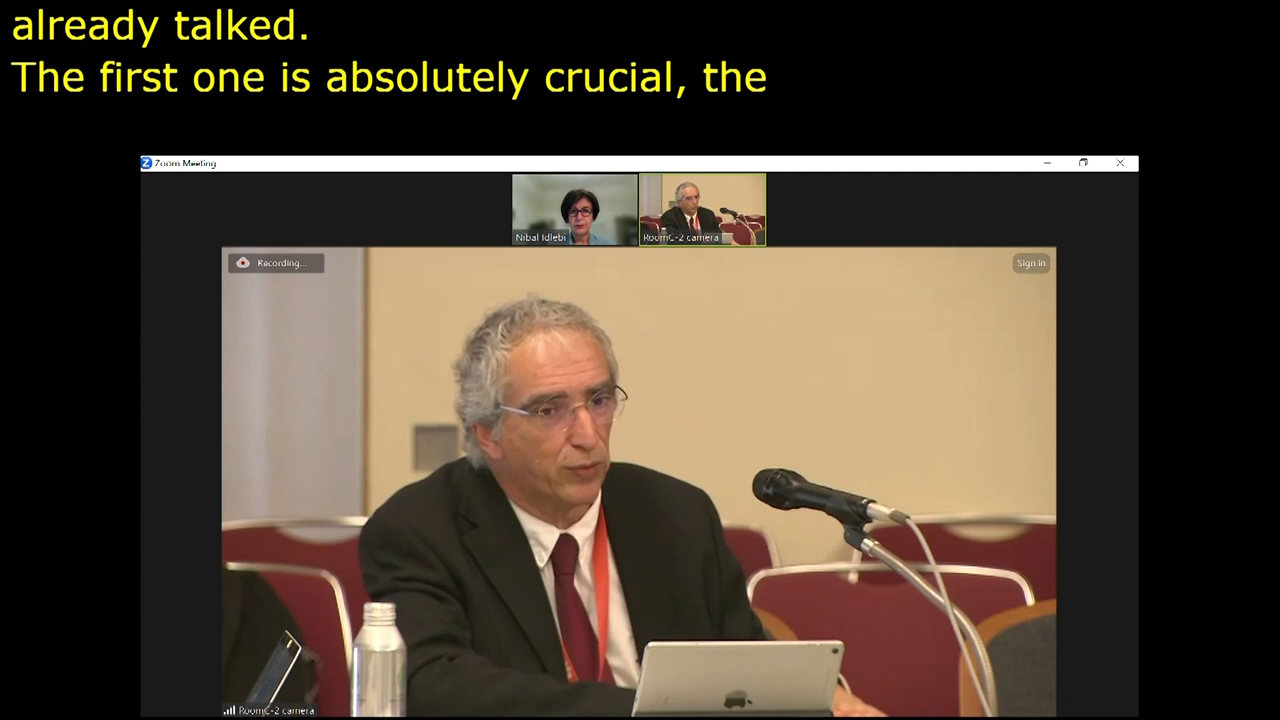 already talked.
The first one is absolutely crucial, the
Zoom Meeting
Nibal Idlebi
RoomC-2 camera
Recording...
Sign in
RoomC-2 camera